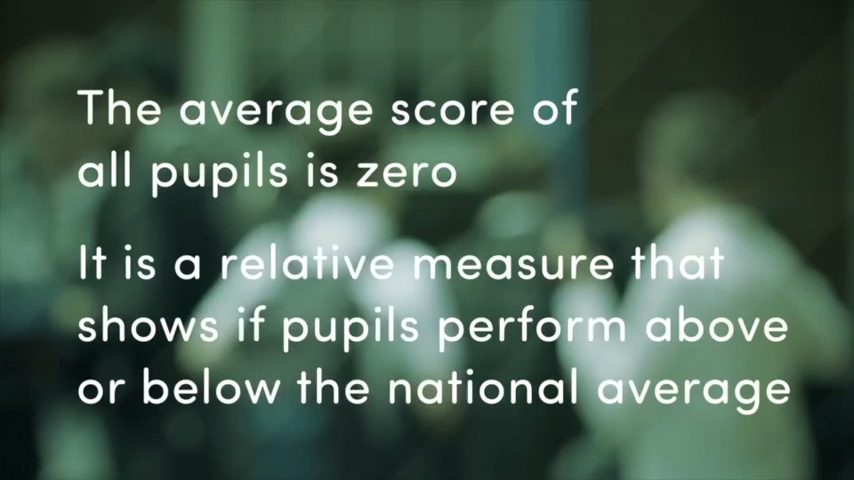 The average score of
all pupils is zero
It is a relative measure that
shows if pupils perform above
or below the national average